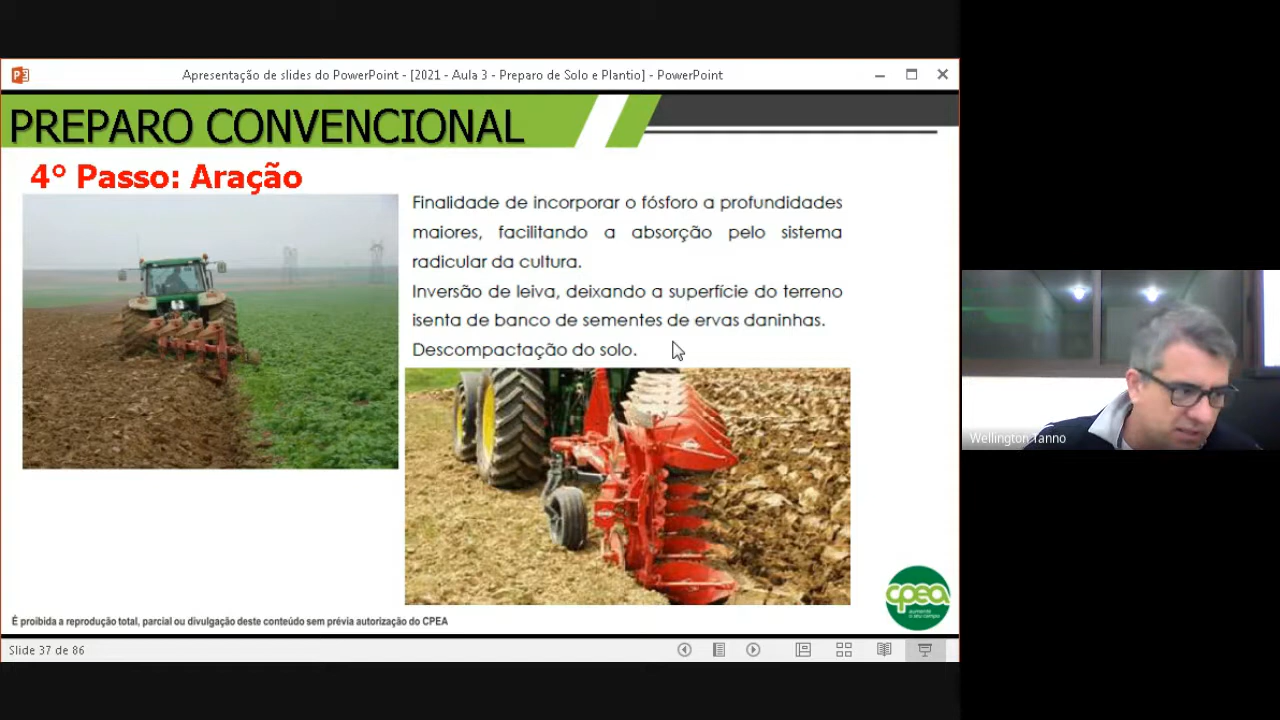 Apresentação de slides do PowerPoint - [2021 - Aula 3 - Preparo de Solo e Plantio] - PowerPoint
PREPARO CONVENCIONAL
4° Passo: Aração
Finalidade de incorporar o fósforo a profundidades
maiores, facilitando a absorção pelo sistema
radicular da cultura.
Inversão de leiva, deixando a superfície do terreno
isenta de banco de sementes de ervas daninhas.
Descompactação do solo.
Wellington Tanno
cpea
aumente
o seu campo
É proibida a reprodução total, parcial ou divulgação deste conteúdo sem prévia autorização do CPEA
Slide 37 de 86